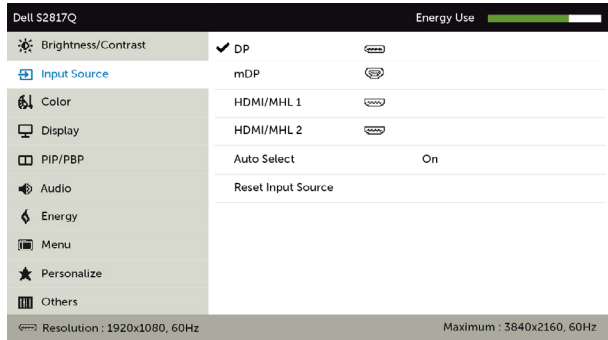 Dell S2817Q
Energy Use
Brightness/Contrast
Input Source
Color
Display
PIP/PBP
Audio
Energy
Menu
Personalize
Others
DP
mDP
HDMI/MHL 1
HDMI/MHL 2
Auto Select On
Reset Input Source
Resolution : 1920x1080, 60Hz
Maximum : 3840x2160, 60Hz